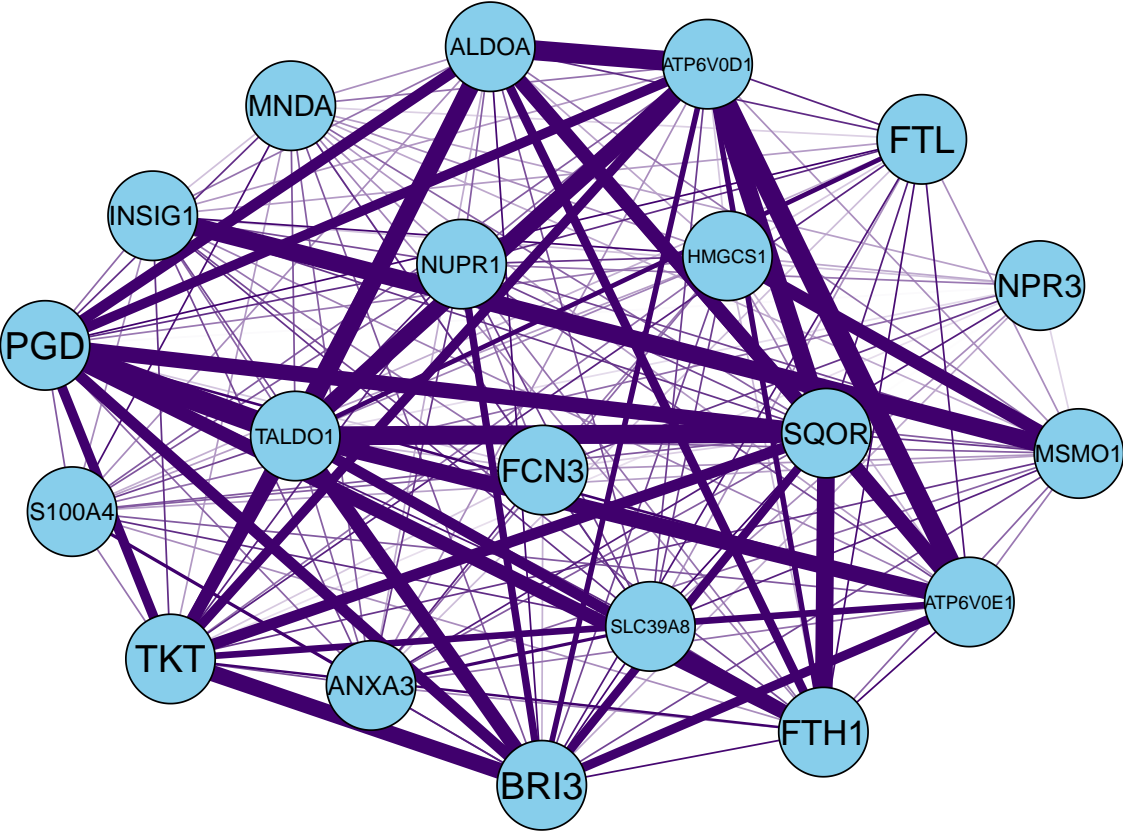 ALDOA
ATP6V0D1
MNDA
FTL
INSIG1
NUPR1
HMGCS1
NPR3
PGD
TALDO1
SQOR
FCN3
MSMO1
S100A4
ATP6V0E1
SLC39A8
TKT
ANXA3
FTH1
BRI3